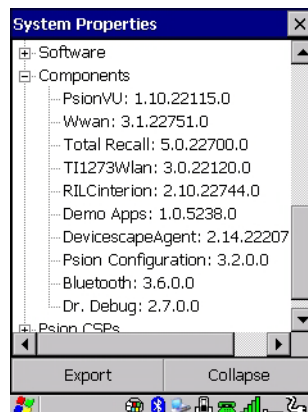 System Properties
Software
Components
PsionVU: 1.10.22115.0
Wwan: 3.1.22751.0
Total Recall: 5.0.22700.0
TI1273Wlan: 3.0.22120.0
RILCinterion: 2.10.22744.0
Demo Apps: 1.0.5238.0
DevicescapeAgent: 2.14.22207
Psion Configuration: 3.2.0.0
Bluetooth: 3.6.0.0
Dr. Debug: 2.7.0.0
Psion CSPs
Export Collapse